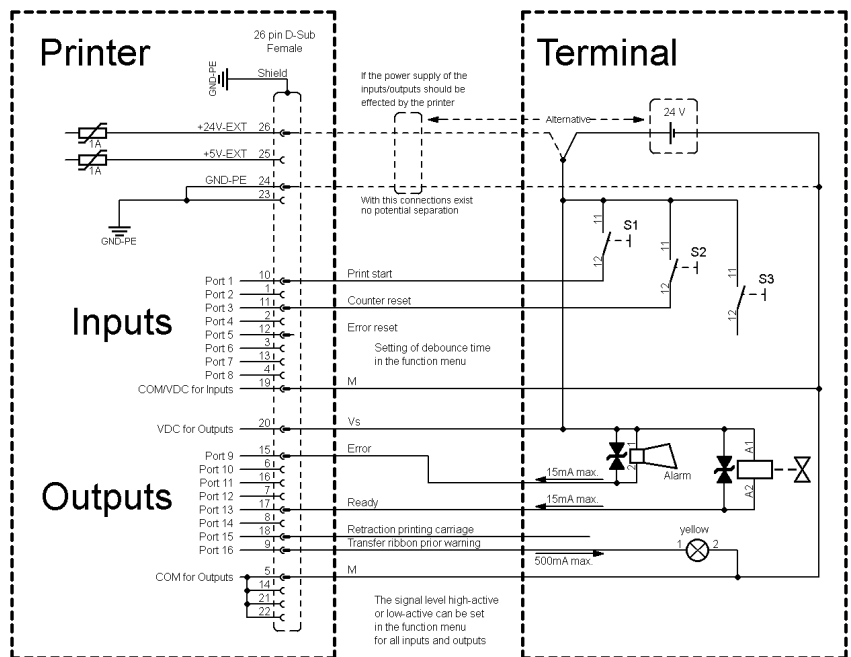 Printer
26 pin D-Sub
Female
Terminal
GND-PE
Shield
If the power supply of the
inputs/outputs should be
effected by the printer
Alternative
24 V
+24V-EXT 26
1A
+5V-EXT 25
1A
GND-PE 24
23
GND-PE
With this connections exist
no potential separation
11
12
S1
11
12
S2
11
12
S3
Inputs
Port 1 10 Print start
Port 2 1
Port 3 11 Counter reset
Port 4 2
Port 5 12 Error reset
Port 6 3
Port 7 13
Port 8 4
Setting of debounce time
in the function menu
COM/VDC for Inputs 19 M
VDC for Outputs 20 Vs
Outputs
Port 9 15 Error
Port 10 6
Port 11 16
Port 12 7
Port 13 17 Ready
Port 14 8
Port 15 18 Retraction printing carriage
Port 16 9 Transfer ribbon prior warning
15mA max.
15mA max.
500mA max.
1
2
Alarm
A1
A2
yellow
1 2
COM for Outputs 5 M
14
21
22
The signal level high-active
or low-active can be set
in the function menu
for all inputs and outputs